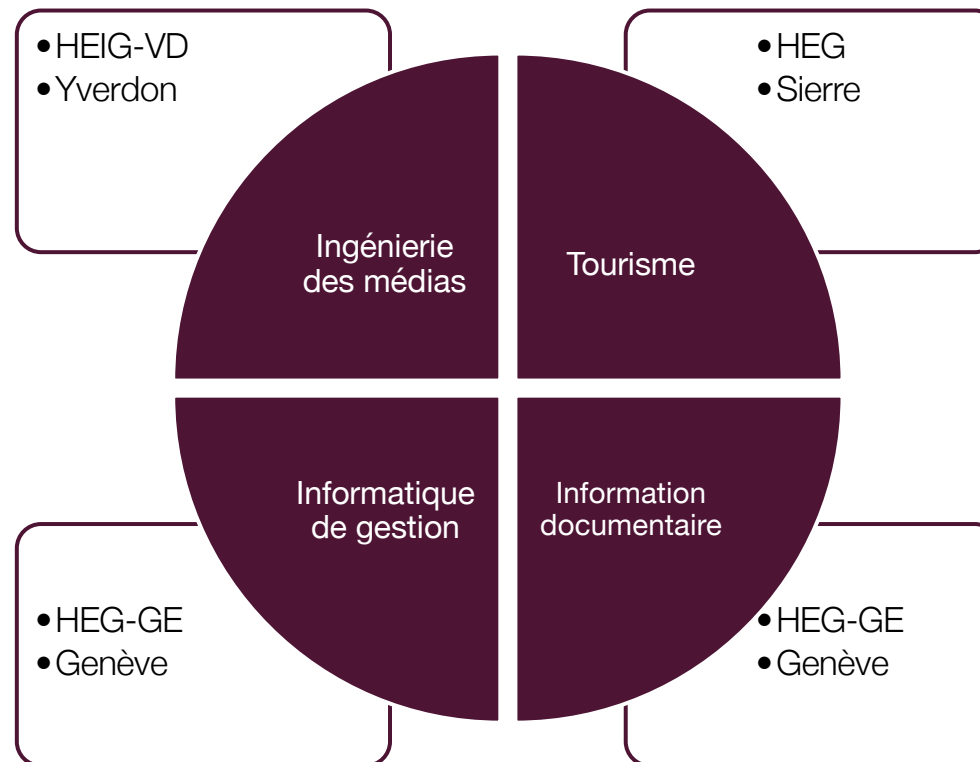 •HEIG-VD
•Yverdon
•HEG
•Sierre
Ingénierie
des médias
Tourisme
Informatique
de gestion
Information
documentaire
•HEG-GE
•Genève
•HEG-GE
•Genève